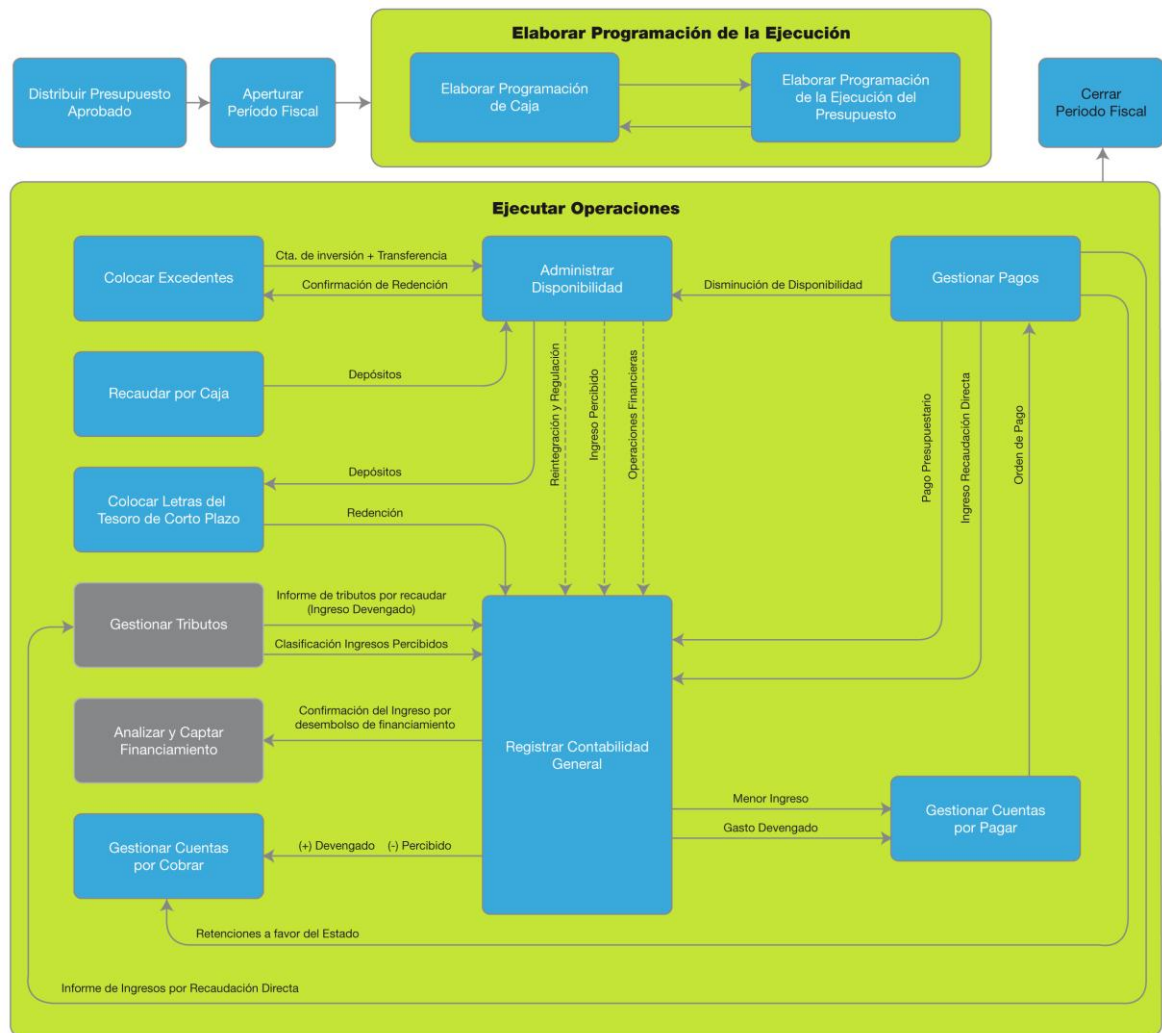 Elaborar Programación de la Ejecución
Distribuir Presupuesto
Aprobado
Aperturar
Período Fiscal
Elaborar Programación
de Caja
Elaborar Programación
de la Ejecución del
Presupuesto
Cerrar
Periodo Fiscal
Ejecutar Operaciones
Colocar Excedentes
Cta. de inversión + Transferencia
Confirmación de Redención
Administrar
Disponibilidad
Disminución de Disponibilidad
Gestionar Pagos
Recaudar por Caja
Depósitos
Reintegración y Regulación
Ingreso Percibido
Operaciones Financieras
Pago Presupuestario
Ingreso Recaudación Directa
Orden de Pago
Colocar Letras del
Tesoro de Corto Plazo
Depósitos
Redención
Gestionar Tributos
Informe de tributos por recaudar
(Ingreso Devengado)
Clasificación Ingresos Percibidos
Analizar y Captar
Financiamiento
Confirmación del Ingreso por
desembolso de financiamiento
Registrar Contabilidad
General
Menor Ingreso
Gasto Devengado
Gestionar Cuentas
por Pagar
Gestionar Cuentas
por Cobrar
(+) Devengado (-) Percibido
Retenciones a favor del Estado
Informe de Ingresos por Recaudación Directa